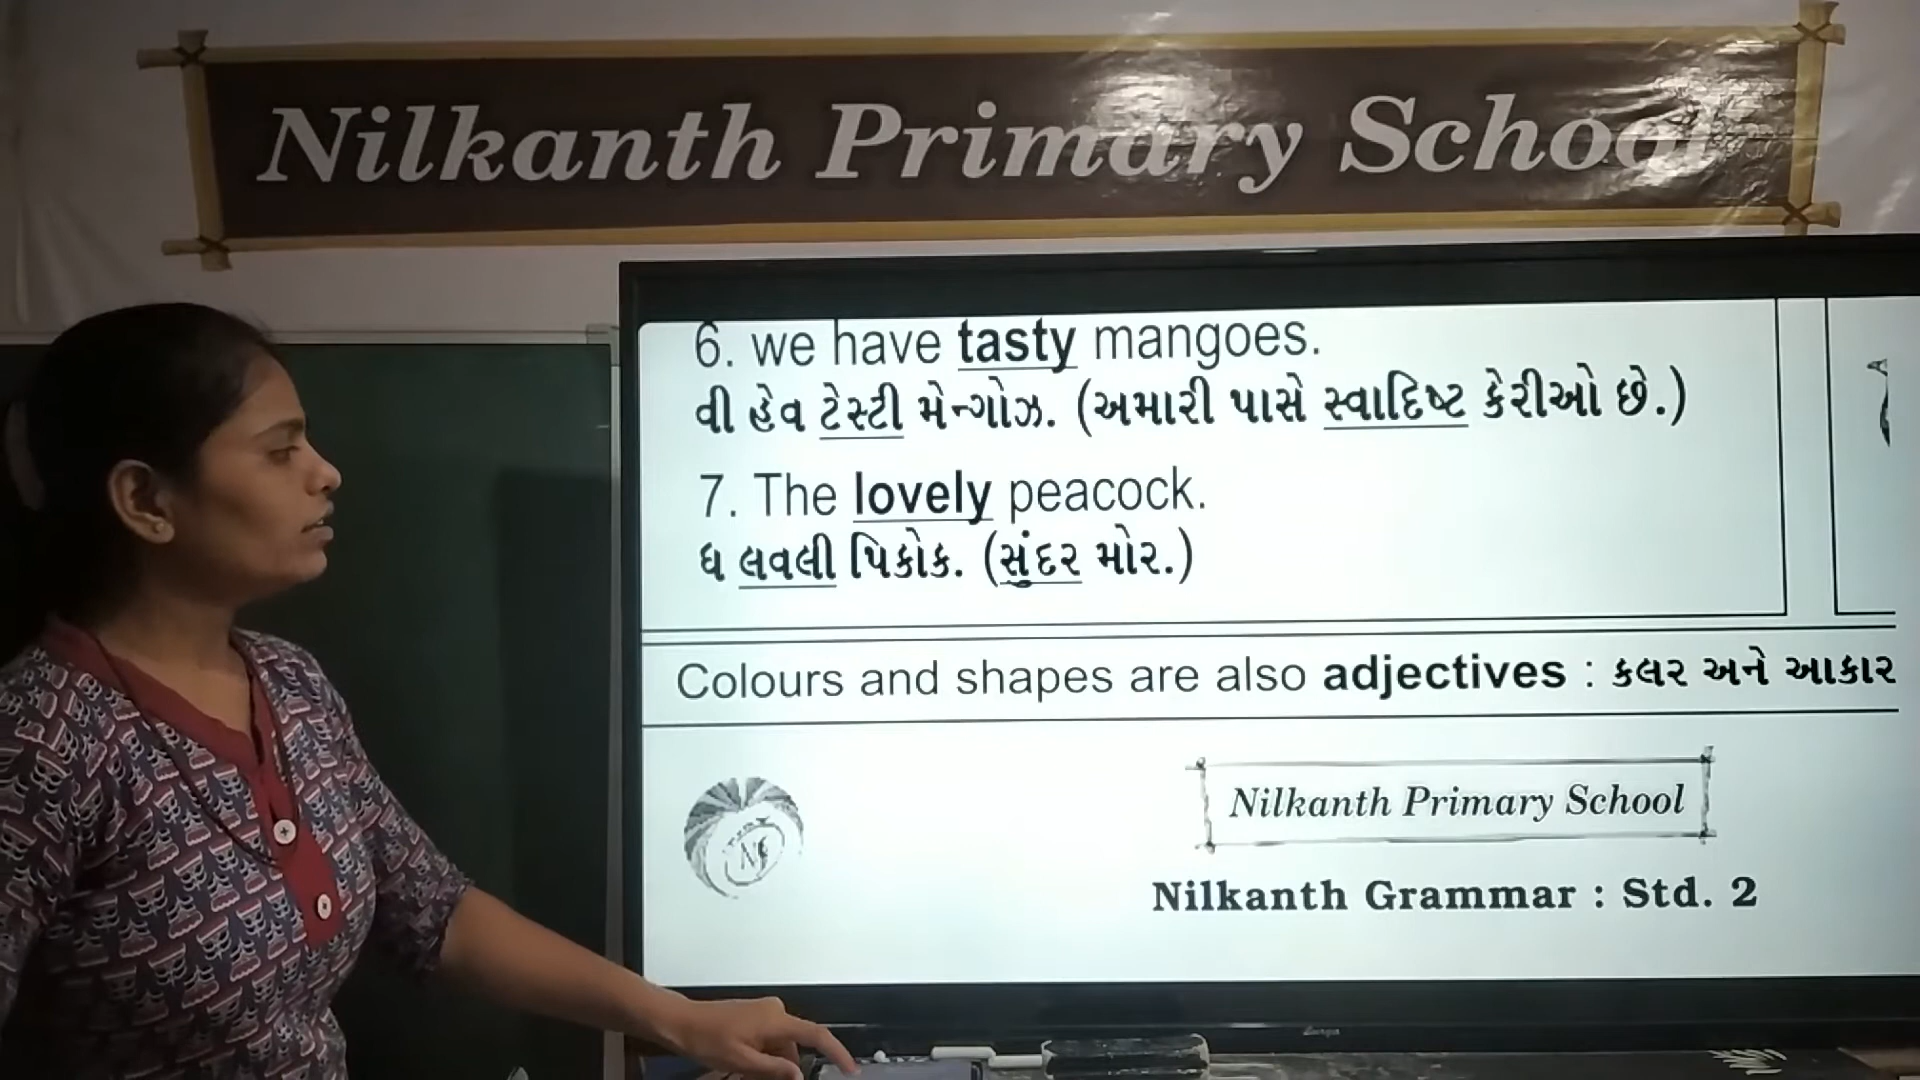 Nilkanth Primary School
6. we have tasty mangoes.
વી હેવ ટેસ્ટી મેન્ગોઝ. (અમારી પાસે સ્વાદિષ્ટ કેરીઓ છે.)
7. The lovely peacock.
ધ લવલી પિકોક. (સુંદર મોર.)
Colours and shapes are also adjectives : કલર અને આકાર
Nilkanth Primary School
Nilkanth Grammar : Std. 2